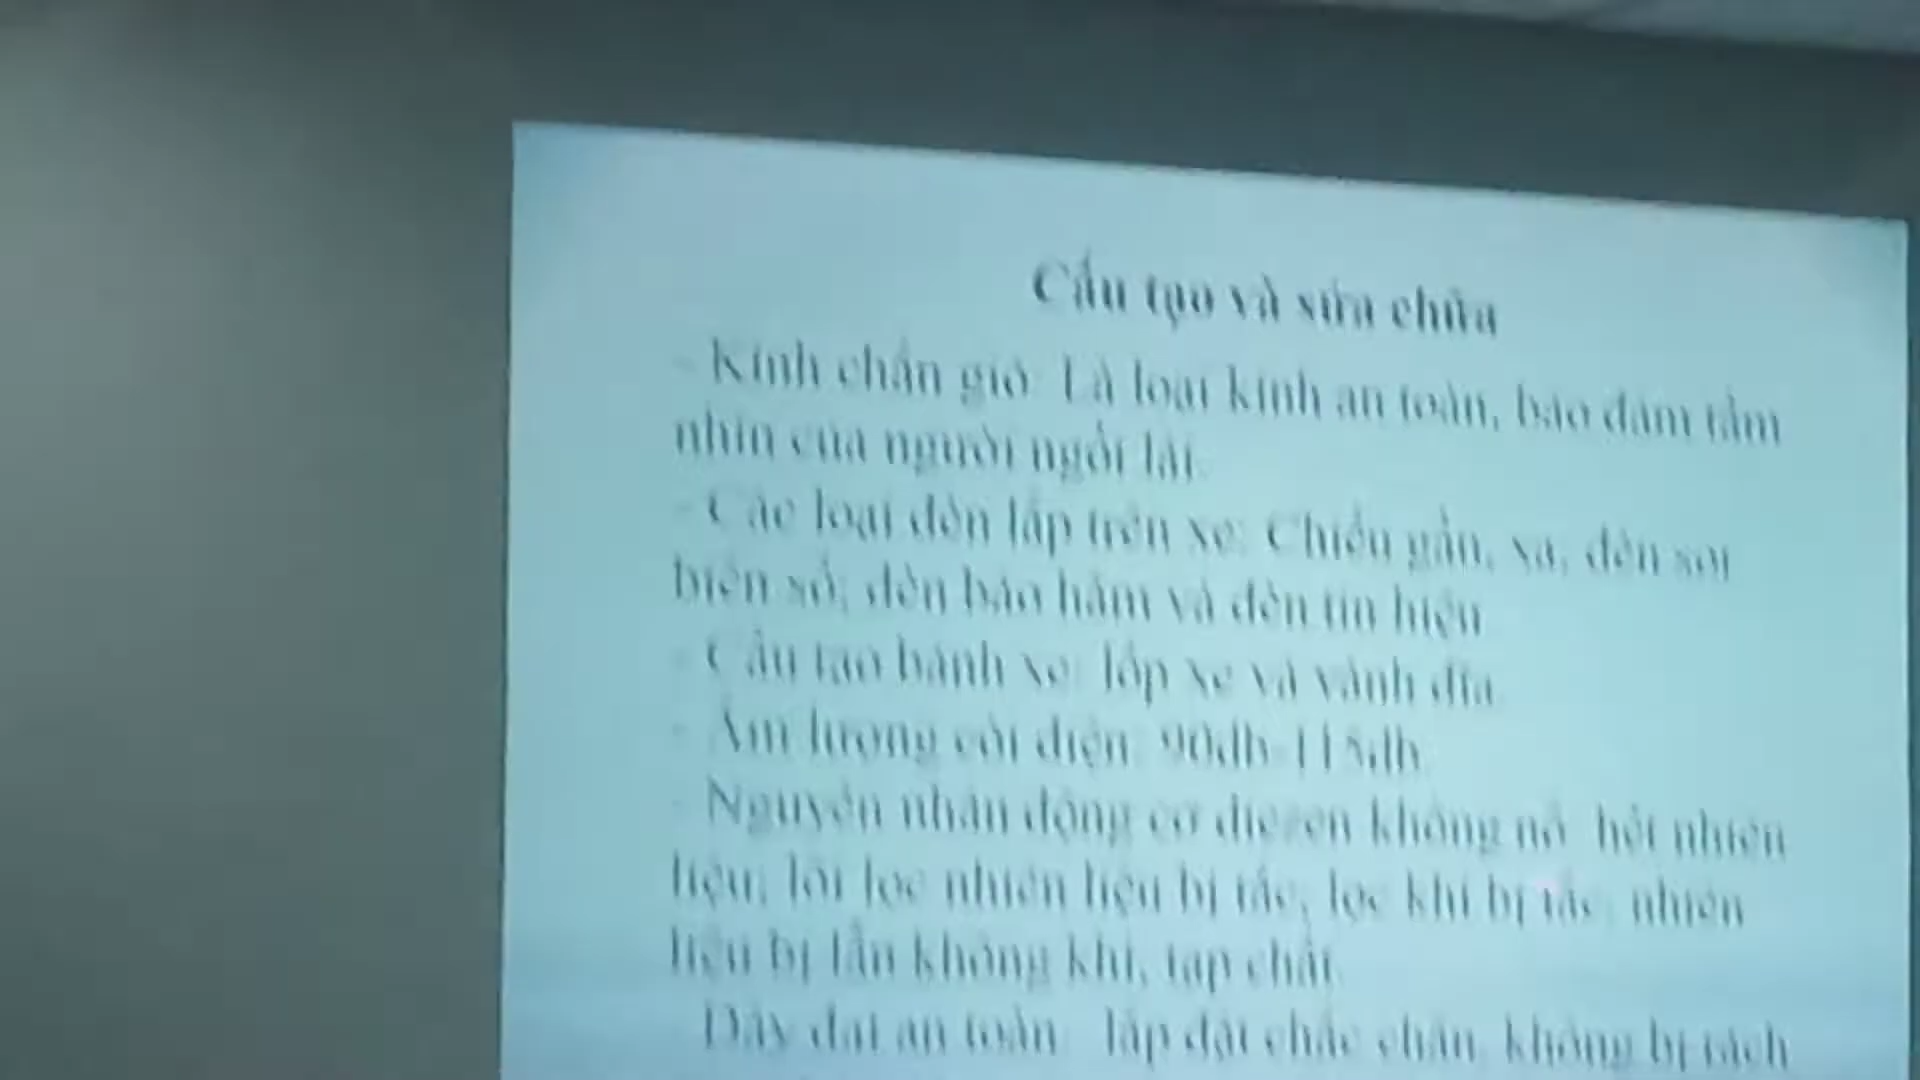 Cấu tạo và sửa chữa
- Kính chắn gió: Là loại kính an toàn, bảo đảm tầm
nhìn của người ngồi lái.
- Các loại đèn lắp trên xe: Chiếu gần, xa; đèn soi
biển số; đèn báo hãm và đèn tín hiệu
- Cấu tạo bánh xe: lốp xe và vành đĩa.
- Âm lượng còi điện: 90db-115db.
- Nguyên nhân động cơ diezen không nổ: hết nhiên
liệu; lõi lọc nhiên liệu bị tắc; lọc khí bị tắc; nhiên
liệu bị lẫn không khí, tạp chất.
- Dây đai an toàn: lắp đặt chắc chắn, không bị rách